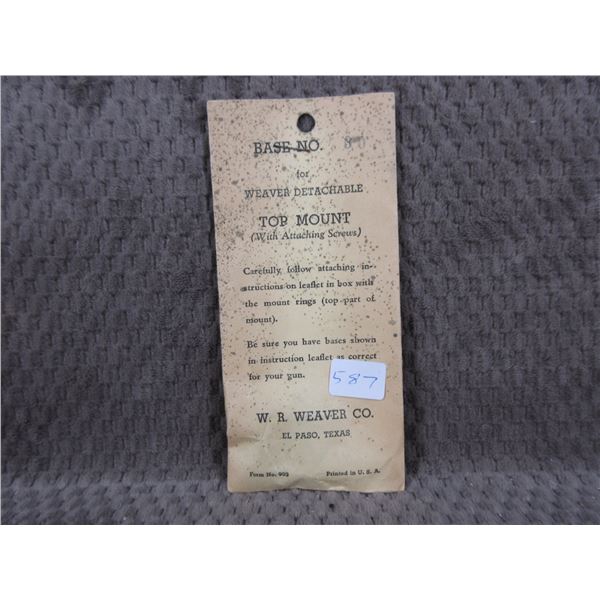 BASE NO.
for
WEAVER DETACHABLE
TOP MOUNT
(With Attaching Screws)
Carefully follow attaching in-
structions on leaflet in box with
the mount rings (top part of
mount).
Be sure you have bases shown
in instruction leaflet as correct
for your gun.
587
W. R. WEAVER CO.
EL PASO, TEXAS
Form No. 903 Printed in U. S. A.